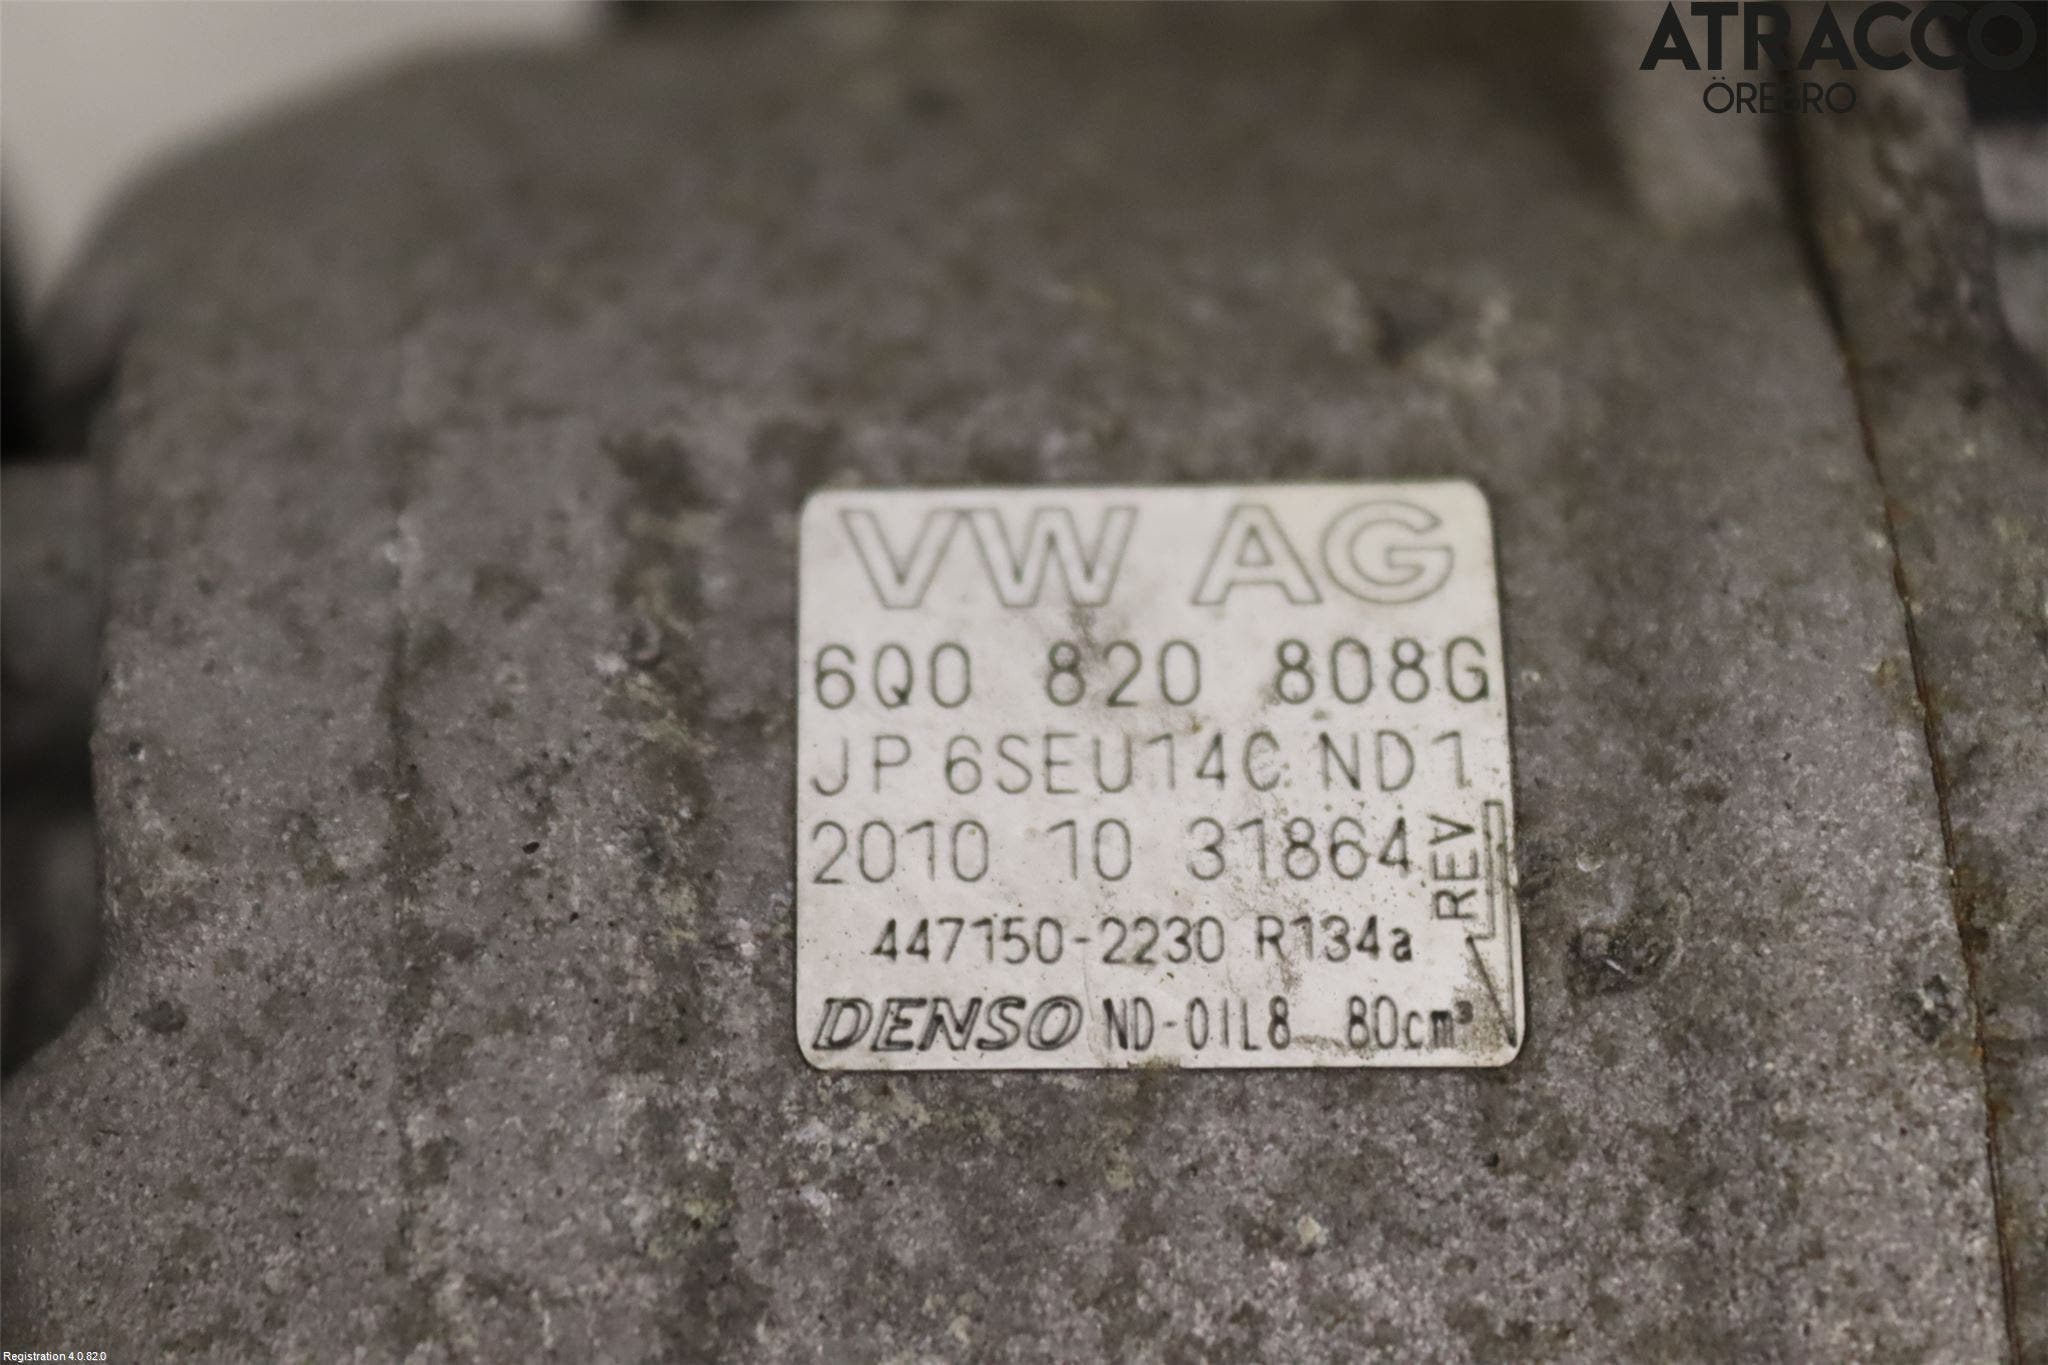 ATRACCO
ÖREBRO
VW AG
6Q0 820 808G
JP 6SEU14C ND1
2010 10 31864
REV
447150-2230 R134a
DENSO ND-OIL8 80cm³
Registration 4.0.82.0